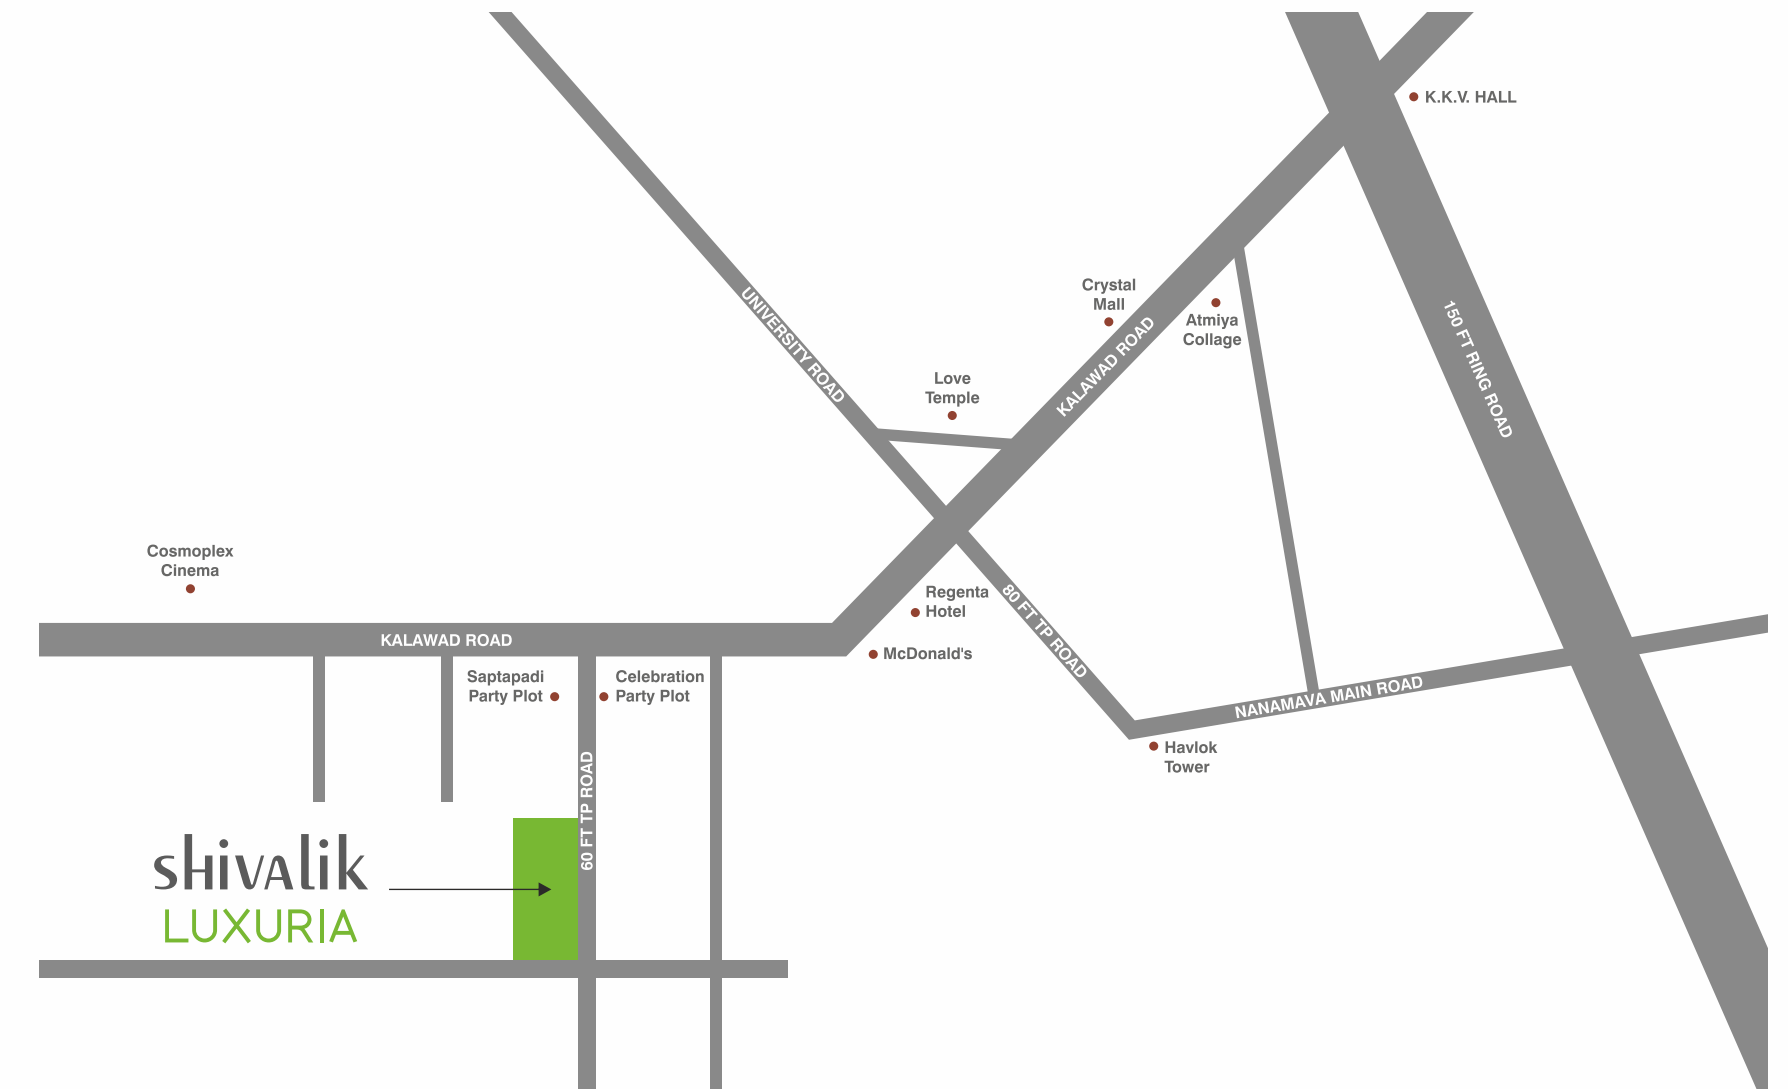 K.K.V. HALL
Crystal
Mall
Atmiya
Collage
UNIVERSITY ROAD
KALAWAD ROAD
150 FT RING ROAD
Love
Temple
Cosmoplex
Cinema
Regenta
Hotel
80 FT TP ROAD
KALAWAD ROAD
McDonald's
Saptapadi
Party Plot
Celebration
Party Plot
NANAMAVA MAIN ROAD
Havlok
Tower
60 FT TP ROAD
shivalik
LUXURIA